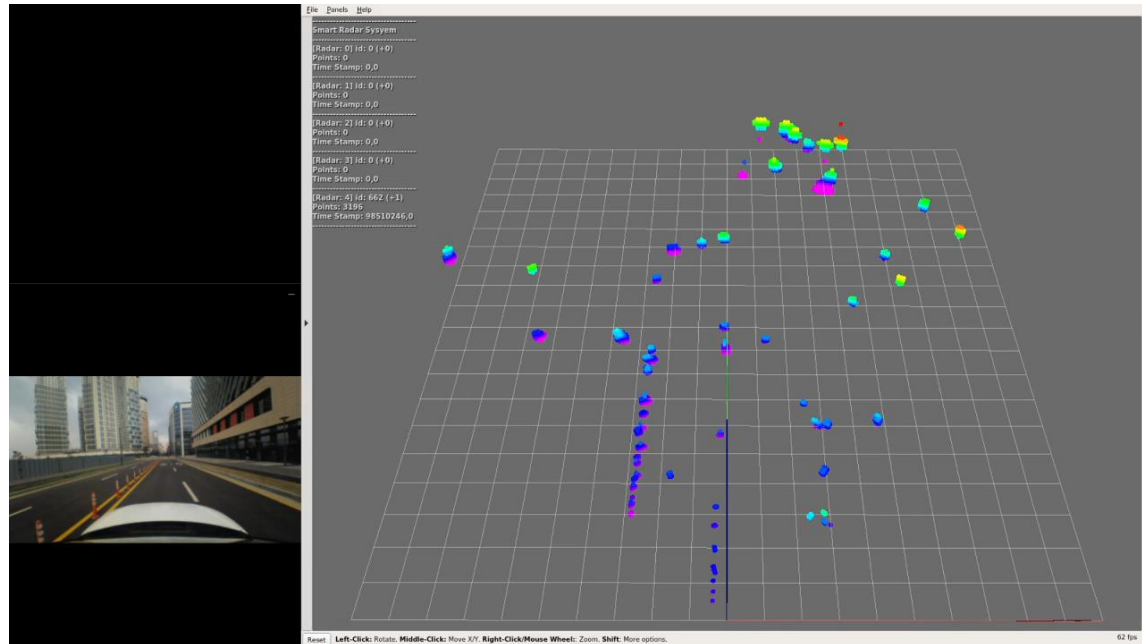 File Panels Help
Smart Radar Sysyem
[Radar: 0] id: 0 (+0)
Points: 0
Time Stamp: 0,0
[Radar: 1] id: 0 (+0)
Points: 0
Time Stamp: 0,0
[Radar: 2] id: 0 (+0)
Points: 0
Time Stamp: 0,0
[Radar: 3] id: 0 (+0)
Points: 0
Time Stamp: 0,0
[Radar: 4] id: 662 (+1)
Points: 3196
Time Stamp: 98510246,0
Reset Left-Click: Rotate. Middle-Click: Move X/Y. Right-Click/Mouse Wheel:: Zoom. Shift: More options. 62 fps